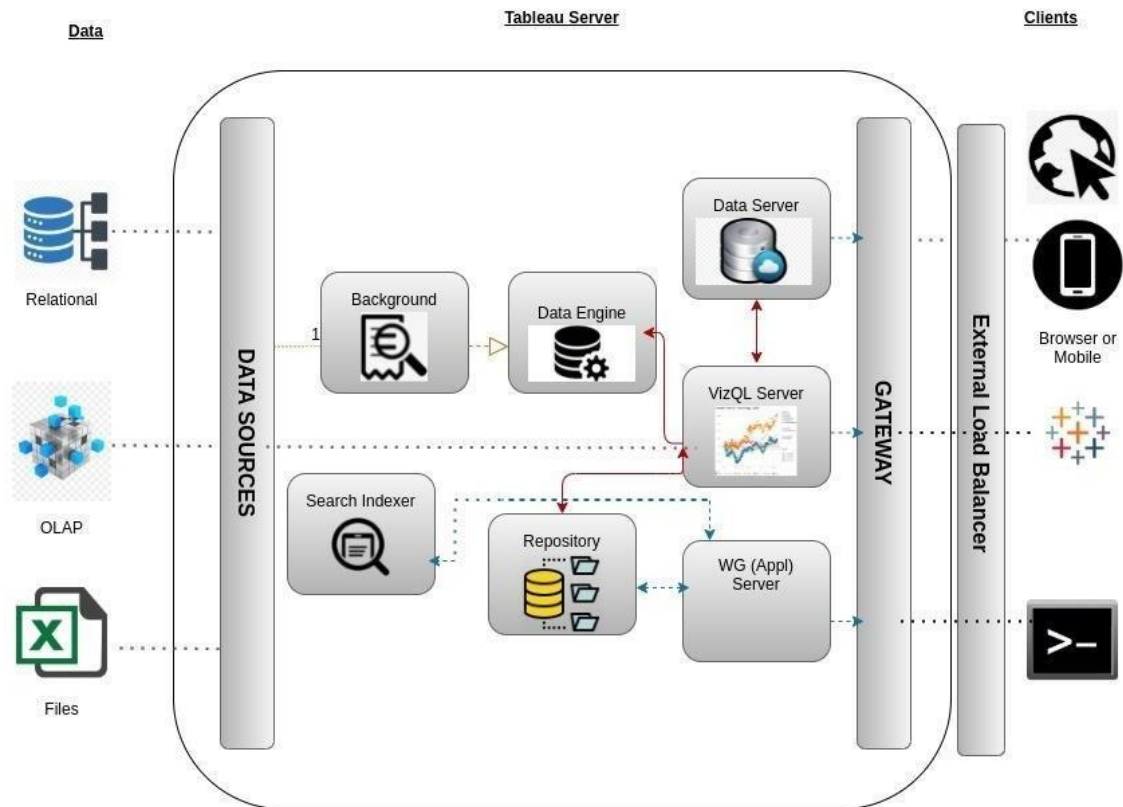 Data
Tableau Server
Clients
Relational
OLAP
Files
DATA SOURCES
1
Background
Data Engine
Search Indexer
Repository
Data Server
VizQL Server
WG (Appl)
Server
GATEWAY
External Load Balancer
Browser or
Mobile
X
>-